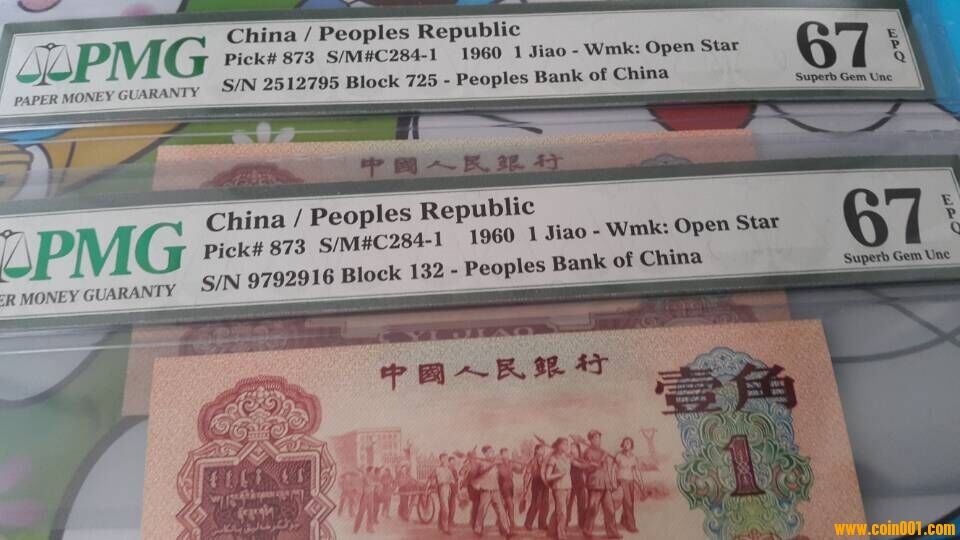 PMG
PAPER MONEY GUARANTY
China / Peoples Republic
Pick# 873 S/M#C284-1 1960 1 Jiao - Wmk: Open Star
S/N 2512795 Block 725 - Peoples Bank of China
67 EPQ
Superb Gem Unc
中國人民銀行
PMG
ER MONEY GUARANTY
China / Peoples Republic
Pick# 873 S/M#C284-1 1960 1 Jiao - Wmk: Open Star
S/N 9792916 Block 132 - Peoples Bank of China
67 EPQ
Superb Gem Unc
YI JIAO
中國人民銀行
壹角
1
www.coin001.com